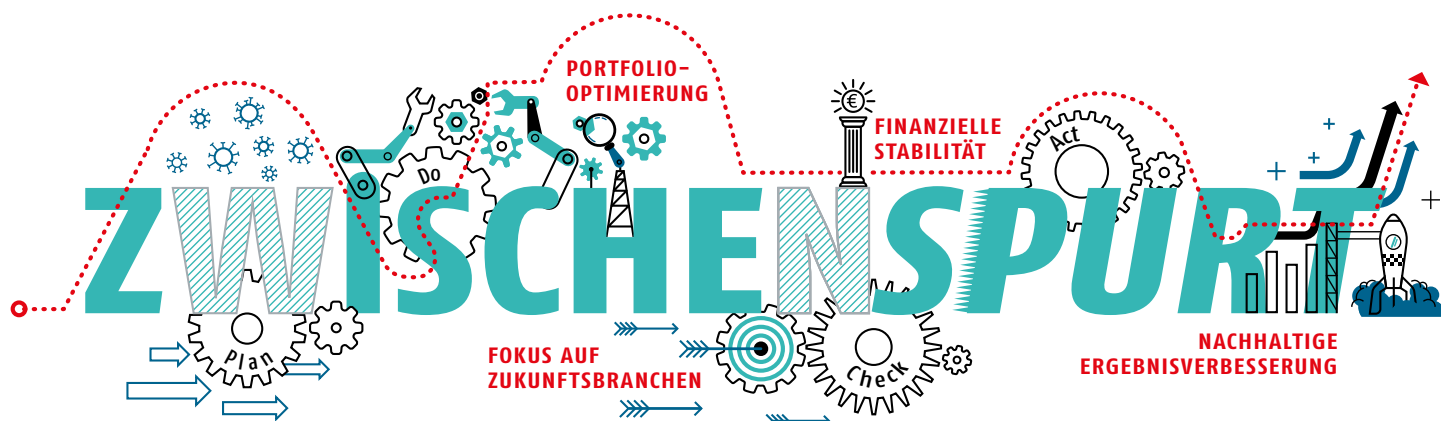 PORTFOLIO-
OPTIMIERUNG
€
FINANZIELLE
STABILITÄT
Act
Do
ZWISCHENSPURT
Plan
FOKUS AUF
ZUKUNFTSBRANCHEN
Check
NACHHALTIGE
ERGEBNISVERBESSERUNG